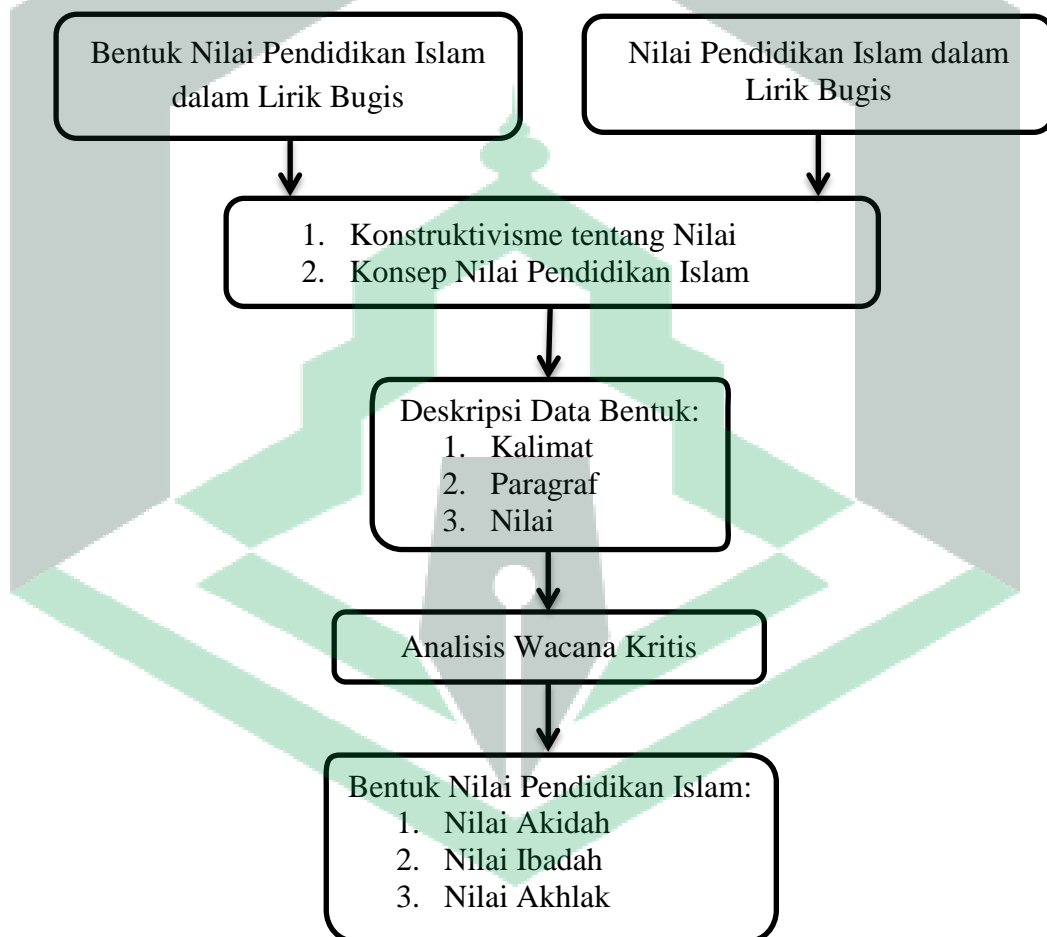 Bentuk Nilai Pendidikan Islam
dalam Lirik Bugis
Nilai Pendidikan Islam dalam
Lirik Bugis
1. Konstruktivisme tentang Nilai
2. Konsep Nilai Pendidikan Islam
Deskripsi Data Bentuk:
1. Kalimat
2. Paragraf
3. Nilai
Analisis Wacana Kritis
Bentuk Nilai Pendidikan Islam:
1. Nilai Akidah
2. Nilai Ibadah
3. Nilai Akhlak